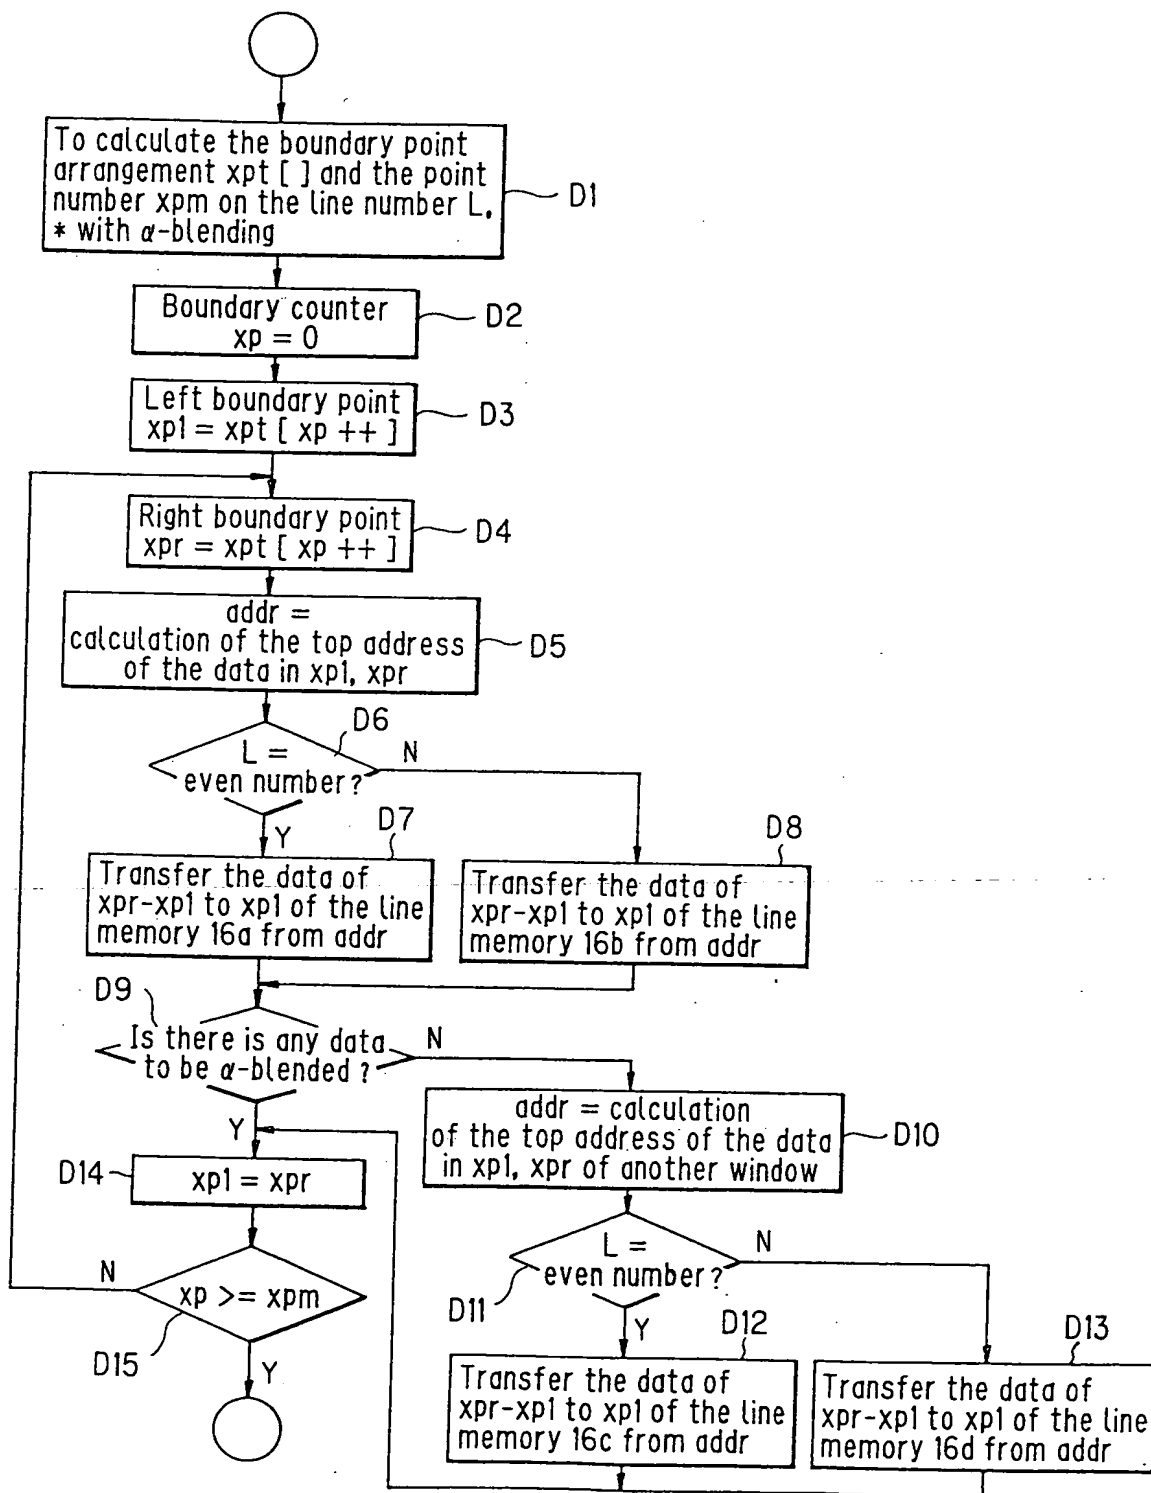 To calculate the boundary point
arrangement xpt [ ] and the point
number xpm on the line number L.
* with α-blending
D1
Boundary counter
xp = 0
D2
Left boundary point
xp1 = xpt [ xp ++ ]
D3
Right boundary point
xpr = xpt [ xp ++ ]
D4
addr =
calculation of the top address
of the data in xp1, xpr
D5
D6
L =
even number?
N
Y
D7
Transfer the data of
xpr-xp1 to xp1 of the line
memory 16a from addr
D8
Transfer the data of
xpr-xp1 to xp1 of the line
memory 16b from addr
D9
Is there is any data
to be α-blended ?
N
Y
addr = calculation
of the top address of the data
in xp1, xpr of another window
D10
D14
xp1 = xpr
L =
even number?
N
D11
Y
N
xp >= xpm
D15
Y
D12
Transfer the data of
xpr-xp1 to xp1 of the line
memory 16c from addr
D13
Transfer the data of
xpr-xp1 to xp1 of the line
memory 16d from addr